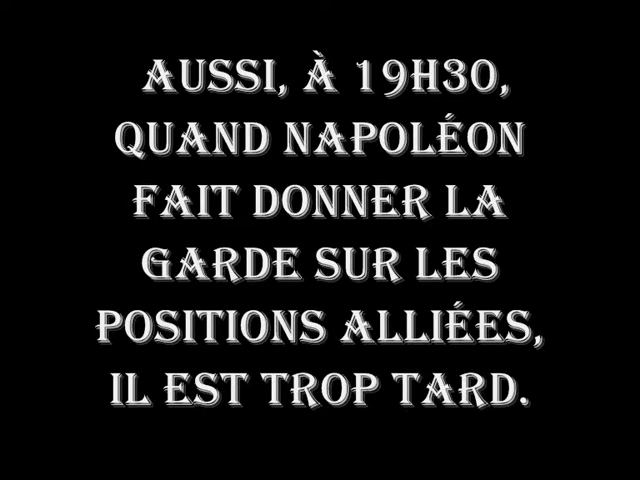 AUSSI, À 19H30,
QUAND NAPOLÉON
FAIT DONNER LA
GARDE SUR LES
POSITIONS ALLIÉES,
IL EST TROP TARD.